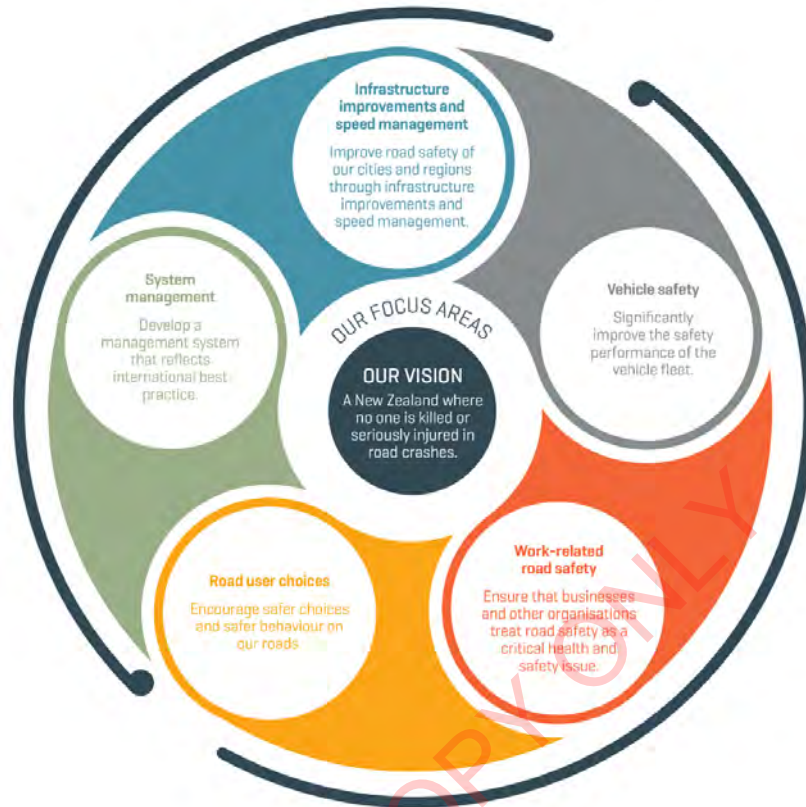 Infrastructure
improvements and
speed management
Improve road safety of
our cities and regions
through infrastructure
improvements and
speed management.
Vehicle safety
Significantly
improve the safety
performance of the
vehicle fleet.
Work-related
road safety
Ensure that businesses
and other organisations
treat road safety as a
critical health and
safety issue.
Road user choices
Encourage safer choices
and safer behaviour on
our roads
System
management
Develop a
management system
that reflects
international best
practice.
OUR FOCUS AREAS
OUR VISION
A New Zealand where
no one is killed or
seriously injured in
road crashes.
OPY ONLY